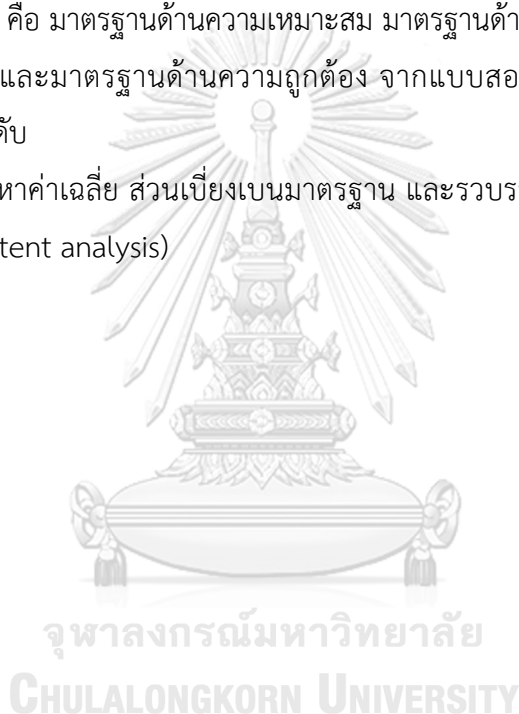 คือ มาตรฐานด้านความเหมาะสม มาตรฐานด้า
และมาตรฐานด้านความถูกต้อง จากแบบสอ
ดับ
หาค่าเฉลี่ย ส่วนเบี่ยงเบนมาตรฐาน และรวบร
tent analysis)
จุฬาลงกรณ์มหาวิทยาลัย
CHULALONGKORN UNIVERSITY